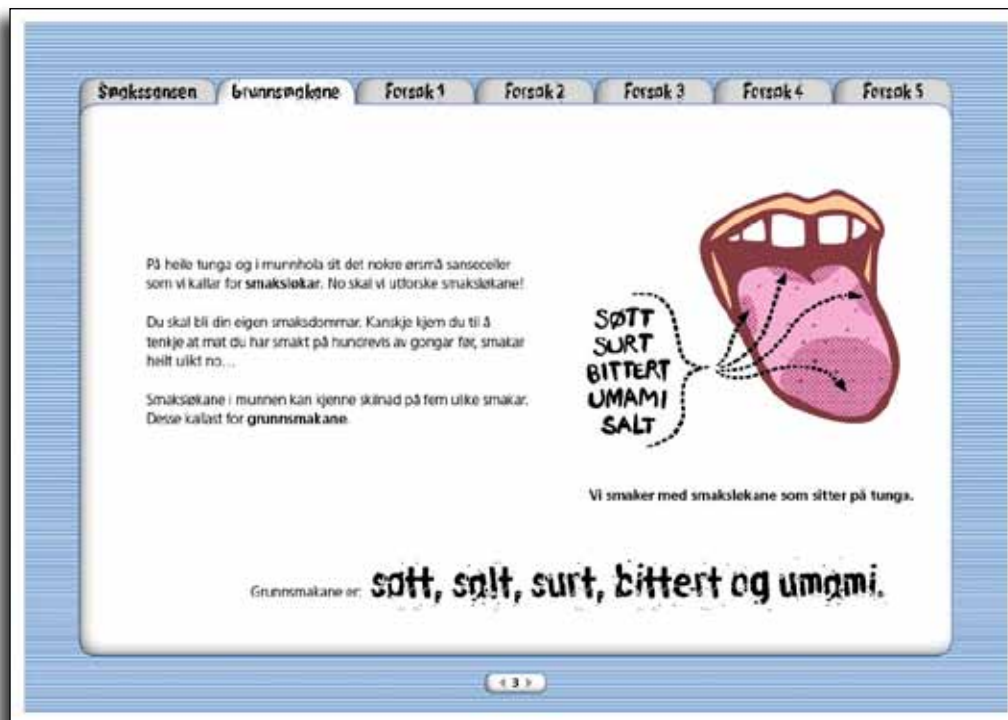 Smakssansen
Grunnsmakane
Forsøk 1
Forsøk 2
Forsøk 3
Forsøk 4
Forsøk 5
På heile tunga og i munnhola sit det nokre ørsmå sanseceller
som vi kallar for smaksløkar. No skal vi utforske smaksløkane!
Du skal bli din eigen smaksdommar. Kanskje kjem du til å
tenkje at mat du har smakt på hundrevis av gongar før, smakar
heilt ulikt no...
Smaksløkane i munnen kan kjenne skilnad på fem ulike smakar.
Desse kallast for grunnsmakane.
SØTT
SURT
BITTERT
UMAMI
SALT
Vi smaker med smaksløkane som sitter på tunga.
Grunnsmakane er: søtt, salt, surt, bittert og umami.
3